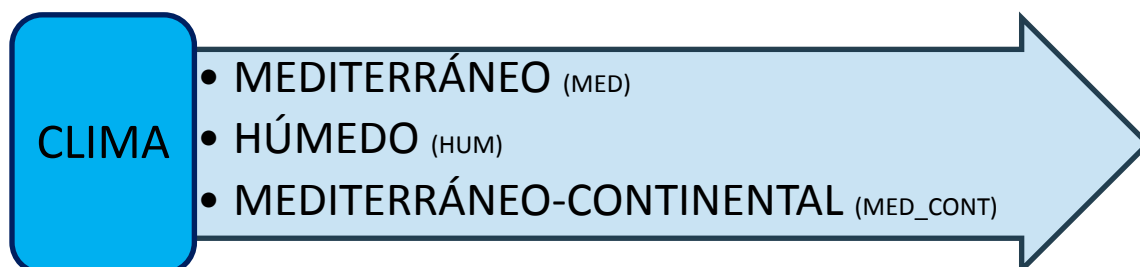 CLIMA
• MEDITERRÁNEO (MED)
• HÚMEDO (HUM)
• MEDITERRÁNEO-CONTINENTAL (MED_CONT)